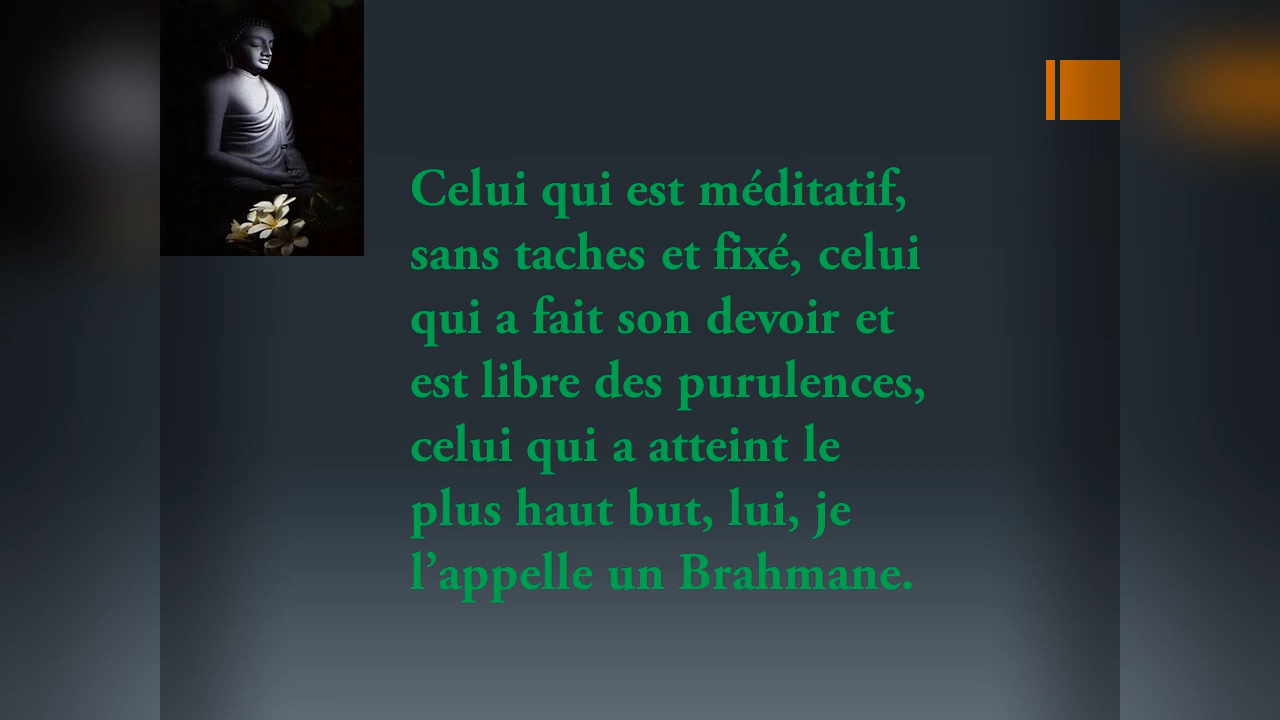 Celui qui est méditatif,
sans taches et fixé, celui
qui a fait son devoir et
est libre des purulences,
celui qui a atteint le
plus haut but, lui, je
l’appelle un Brahmane.